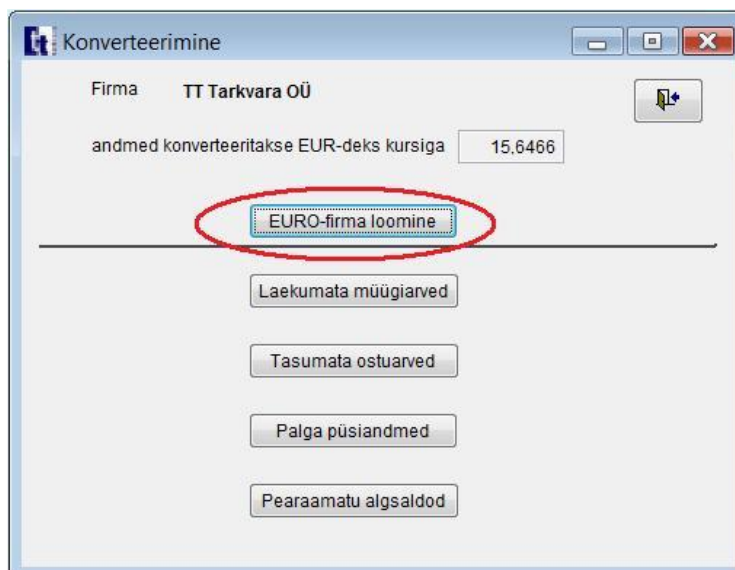 Konverteerimine
Firma TT Tarkvara OÜ
andmed konverteeritakse EUR-deks kursiga 15,6466
EURO-firma loomine
Laekumata müügiarved
Tasumata ostuarved
Palga püsiandmed
Pearaamatu algsaldod